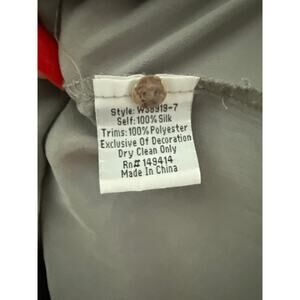 Style: W38919-7
Self: 100% Silk
Trims: 100% Polyester
Exclusive Of Decoration
Dry Clean Only
Rn# 149414
Made In China